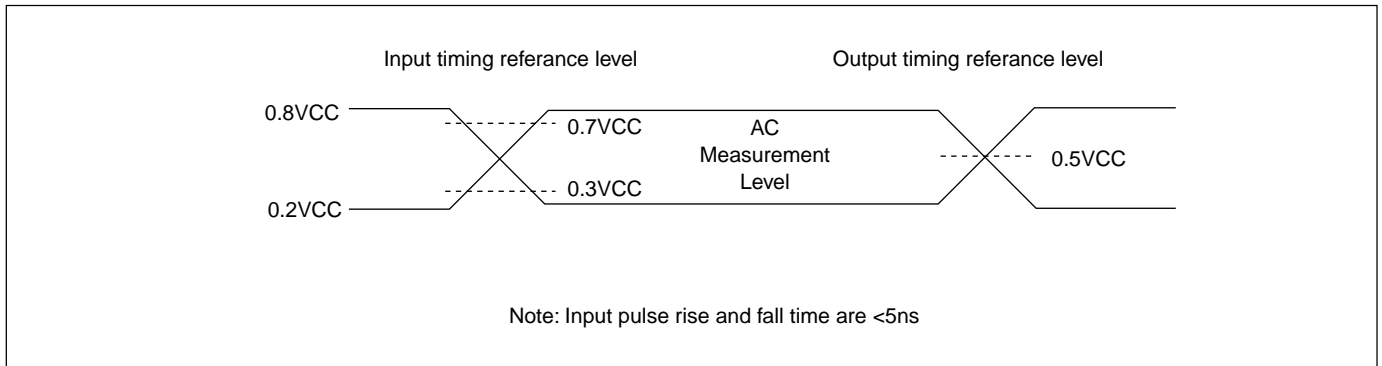 Input timing referance level
Output timing referance level
0.8VCC
0.7VCC
AC
Measurement
Level
0.5VCC
0.3VCC
0.2VCC
Note: Input pulse rise and fall time are <5ns